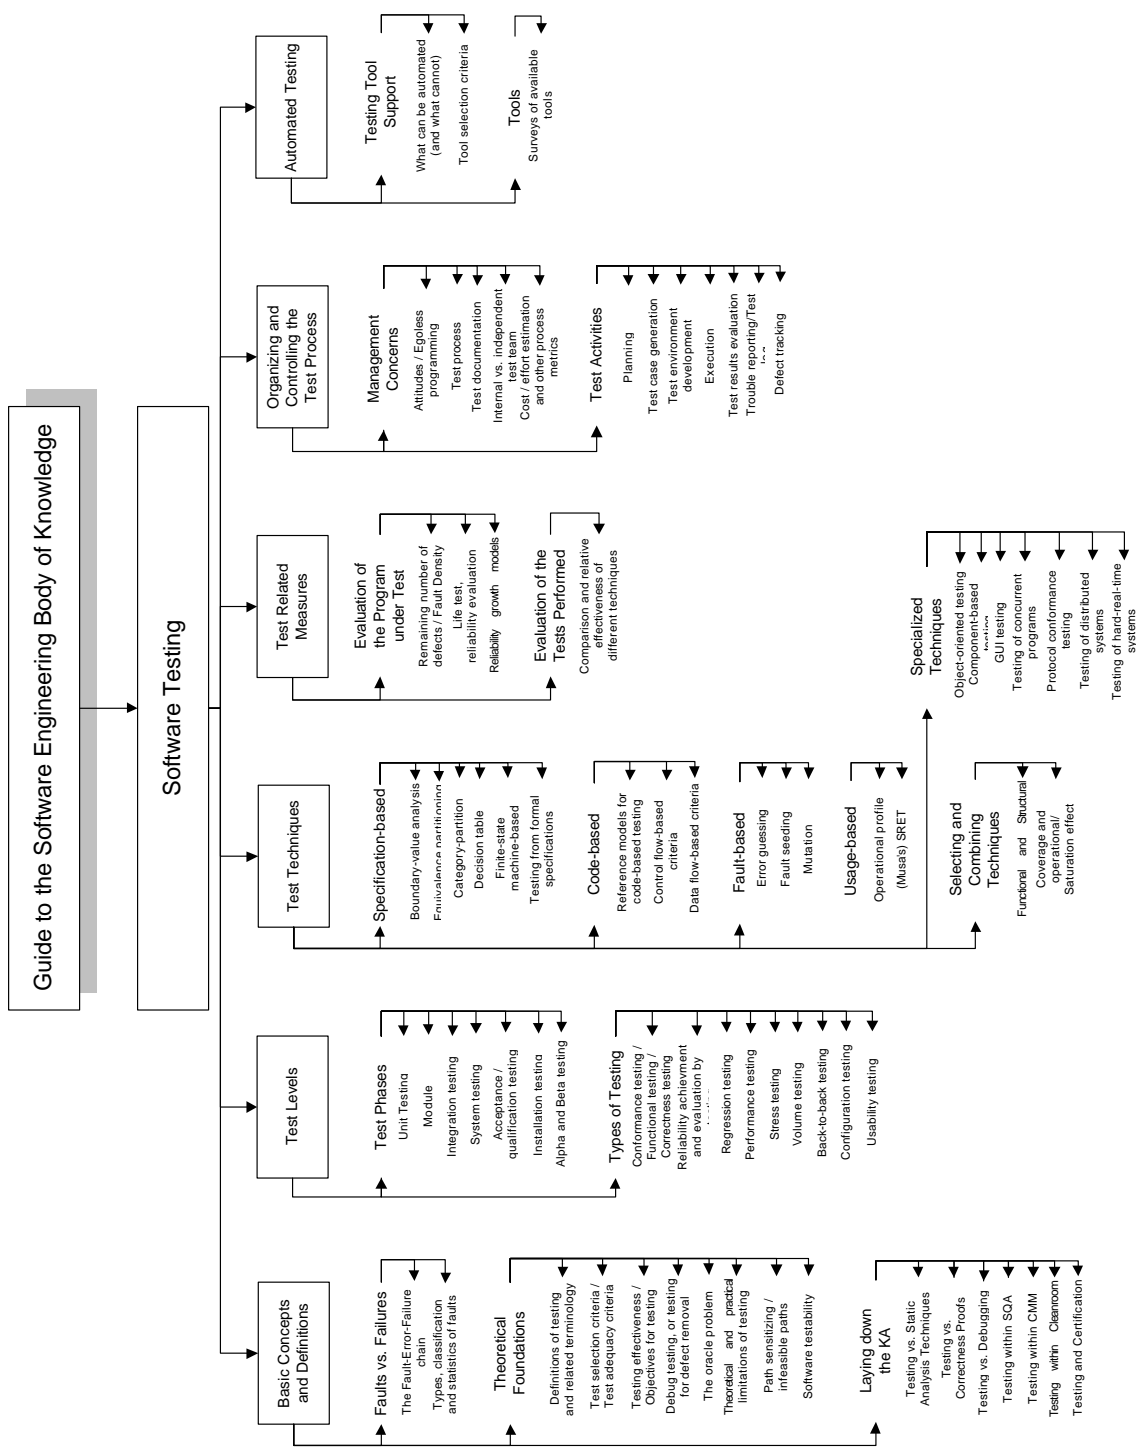 Guide to the Software Engineering Body of Knowledge
Software Testing
Basic Concepts
and Definitions
Faults vs. Failures
The Fault-Error-Failure
chain
Types, classification
and statistics of faults
Theoretical
Foundations
Definitions of testing
and related terminology
Test selection criteria /
Test adequacy criteria
Testing effectiveness /
Objectives for testing
Debug testing, or testing
for defect removal
The oracle problem
Theoretical and practical
limitations of testing
Path sensitizing /
infeasible paths
Software testability
Laying down
the KA
Testing vs. Static
Analysis Techniques
Testing vs.
Correctness Proofs
Testing vs. Debugging
Testing within SQA
Testing within CMM
Testing within Cleanroom
Testing and Certification
Test Levels
Test Phases
Unit Testing
Module
Integration testing
System testing
Acceptance /
qualification testing
Installation testing
Alpha and Beta testing
Types of Testing
Conformance testing /
Functional testing /
Correctness testing
Reliability achievment
and evaluation by
Regression testing
Performance testing
Stress testing
Volume testing
Back-to-back testing
Configuration testing
Usability testing
Test Techniques
Specification-based
Boundary-value analysis
Equivalence partitioning
Category-partition
Decision table
Finite-state
machine-based
Testing from formal
specifications
Code-based
Reference models for
code-based testing
Control flow-based
criteria
Data flow-based criteria
Fault-based
Error guessing
Fault seeding
Mutation
Usage-based
Operational profile
(Musa's) SRET
Selecting and
Combining
Techniques
Functional and Structural
Coverage and
operational/
Saturation effect
Specialized
Techniques
Object-oriented testing
Component-based
GUI testing
Testing of concurrent
programs
Protocol conformance
testing
Testing of distributed
systems
Testing of hard-real-time
systems
Test Related
Measures
Evaluation of
the Program
under Test
Remaining number of
defects / Fault Density
Life test,
reliability evaluation
Reliability growth models
Evaluation of the
Tests Performed
Comparison and relative
effectiveness of
different techniques
Organizing and
Controlling the
Test Process
Management
Concerns
Attitudes / Egoless
programming
Test process
Test documentation
Internal vs. independent
test team
Cost / effort estimation
and other process
metrics
Test Activities
Planning
Test case generation
Test environment
development
Execution
Test results evaluation
Trouble reporting/Test
Defect tracking
Automated Testing
Testing Tool
Support
What can be automated
(and what cannot)
Tool selection criteria
Tools
Surveys of available
tools